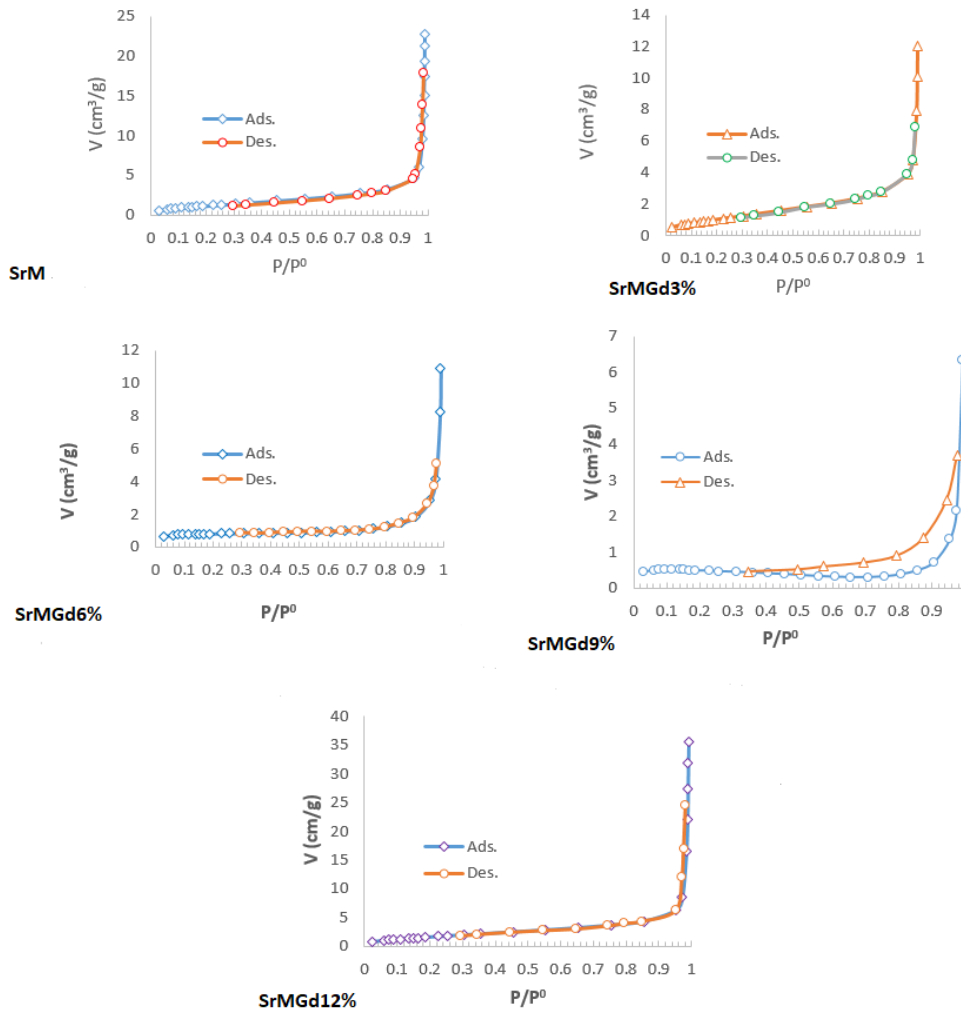 25
20
15
10
5
0
V (cm³/g)
Ads.
Des.
0 0.1 0.2 0.3 0.4 0.5 0.6 0.7 0.8 0.9 1
P/P⁰
SrM
14
12
10
8
6
4
2
0
V (cm³/g)
Ads.
Des.
0 0.1 0.2 0.3 0.4 0.5 0.6 0.7 0.8 0.9 1
P/P⁰
SrMGd3%
12
10
8
6
4
2
0
V (cm³/g)
Ads.
Des.
0 0.1 0.2 0.3 0.4 0.5 0.6 0.7 0.8 0.9 1
P/P⁰
SrMGd6%
7
6
5
4
3
2
1
0
V (cm³/g)
Ads.
Des.
0 0.1 0.2 0.3 0.4 0.5 0.6 0.7 0.8 0.9
P/P⁰
SrMGd9%
40
35
30
25
20
15
10
5
0
V (cm/g)
Ads.
Des.
0 0.1 0.2 0.3 0.4 0.5 0.6 0.7 0.8 0.9 1
P/P⁰
SrMGd12%